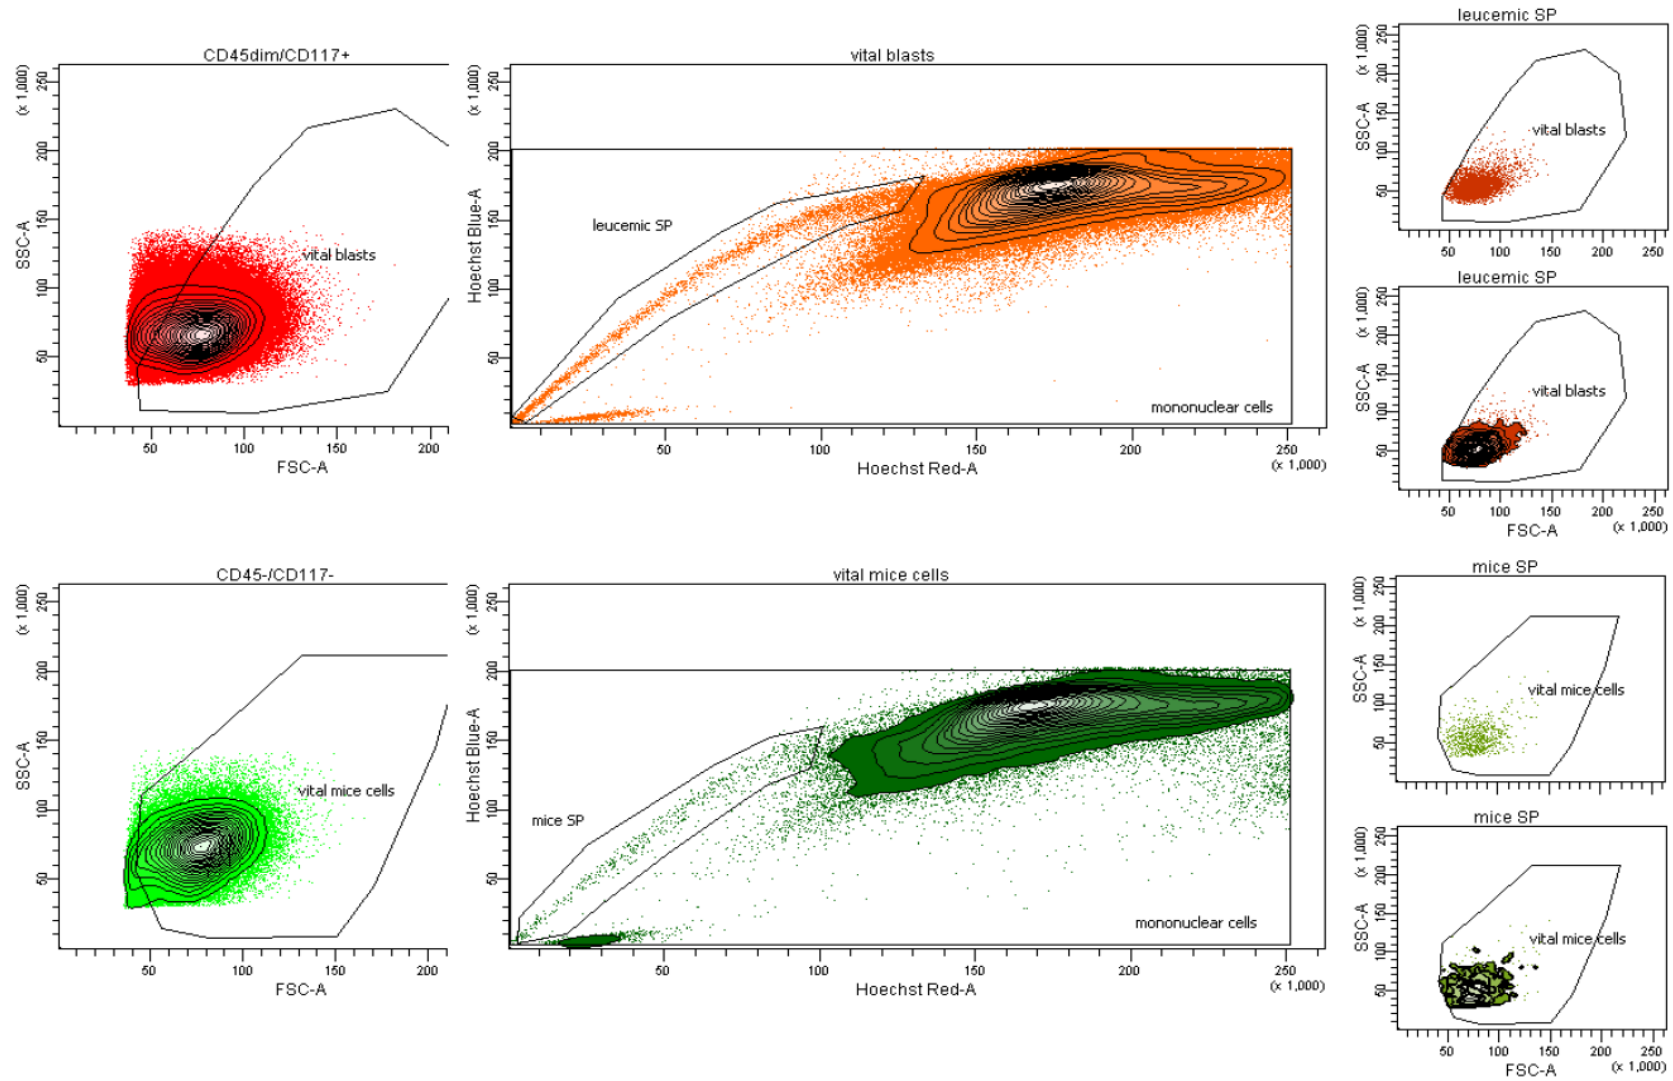 CD45dim/CD117+
(x 1,000)
250
200
150
100
50
SSC-A
vital blasts
50
100
150
200
FSC-A
vital blasts
(x 1,000)
250
200
150
100
50
Hoechst Blue-A
leucemic SP
mononuclear cells
50
100
150
200
250
Hoechst Red-A
(x 1,000)
leucemic SP
(x 1,000)
250
200
150
100
50
SSC-A
vital blasts
50
100
150
200
250
leucemic SP
(x 1,000)
250
200
150
100
50
SSC-A
vital blasts
50
100
150
200
250
FSC-A
(x 1,000)
CD45-/CD117-
(x 1,000)
250
200
150
100
50
SSC-A
vital mice cells
50
100
150
200
FSC-A
vital mice cells
(x 1,000)
250
200
150
100
50
Hoechst Blue-A
mice SP
mononuclear cells
50
100
150
200
250
Hoechst Red-A
(x 1,000)
mice SP
(x 1,000)
250
200
150
100
50
SSC-A
vital mice cells
mice SP
(x 1,000)
250
200
150
100
50
SSC-A
vital mice cells
50
100
150
200
250
FSC-A
(x 1,000)